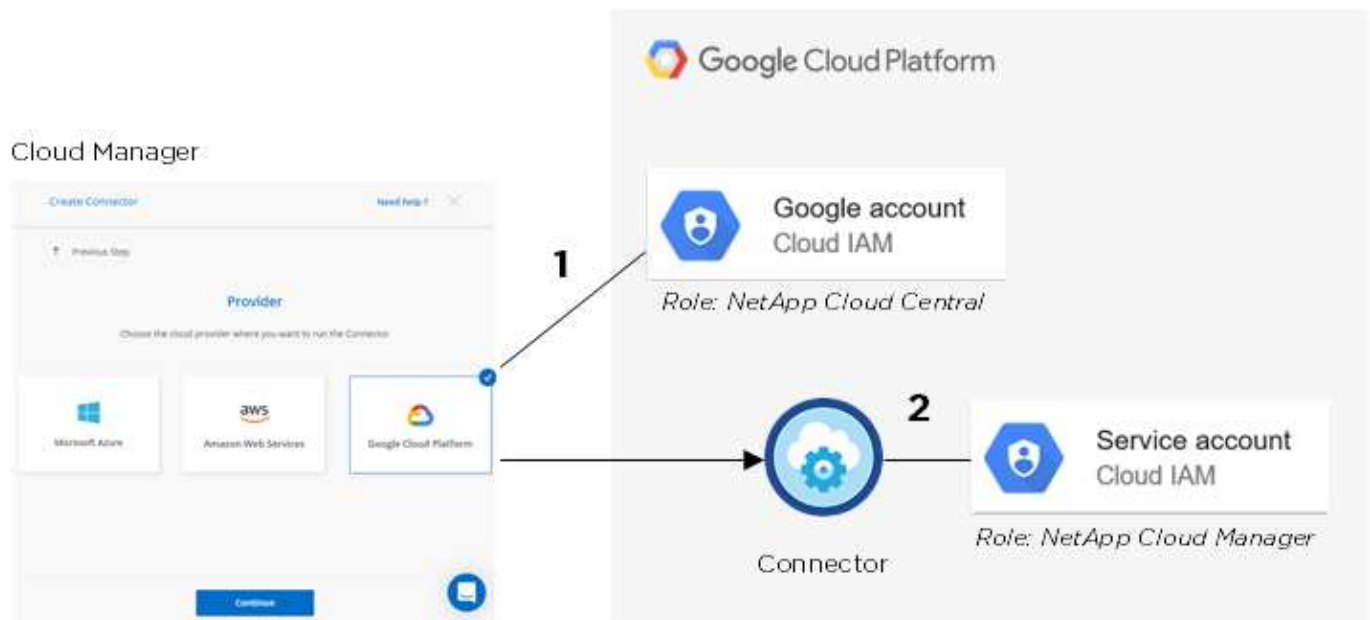 Google Cloud Platform
Cloud Manager
Create Connector
Need help ?
Previous Step
Provider
Choose the cloud provider where you want to run the Connector
Microsoft Azure
aws
Amazon Web Services
Google Cloud Platform
Continue
1
Google account
Cloud IAM
Role: NetApp Cloud Central
2
Connector
Service account
Cloud IAM
Role: NetApp Cloud Manager